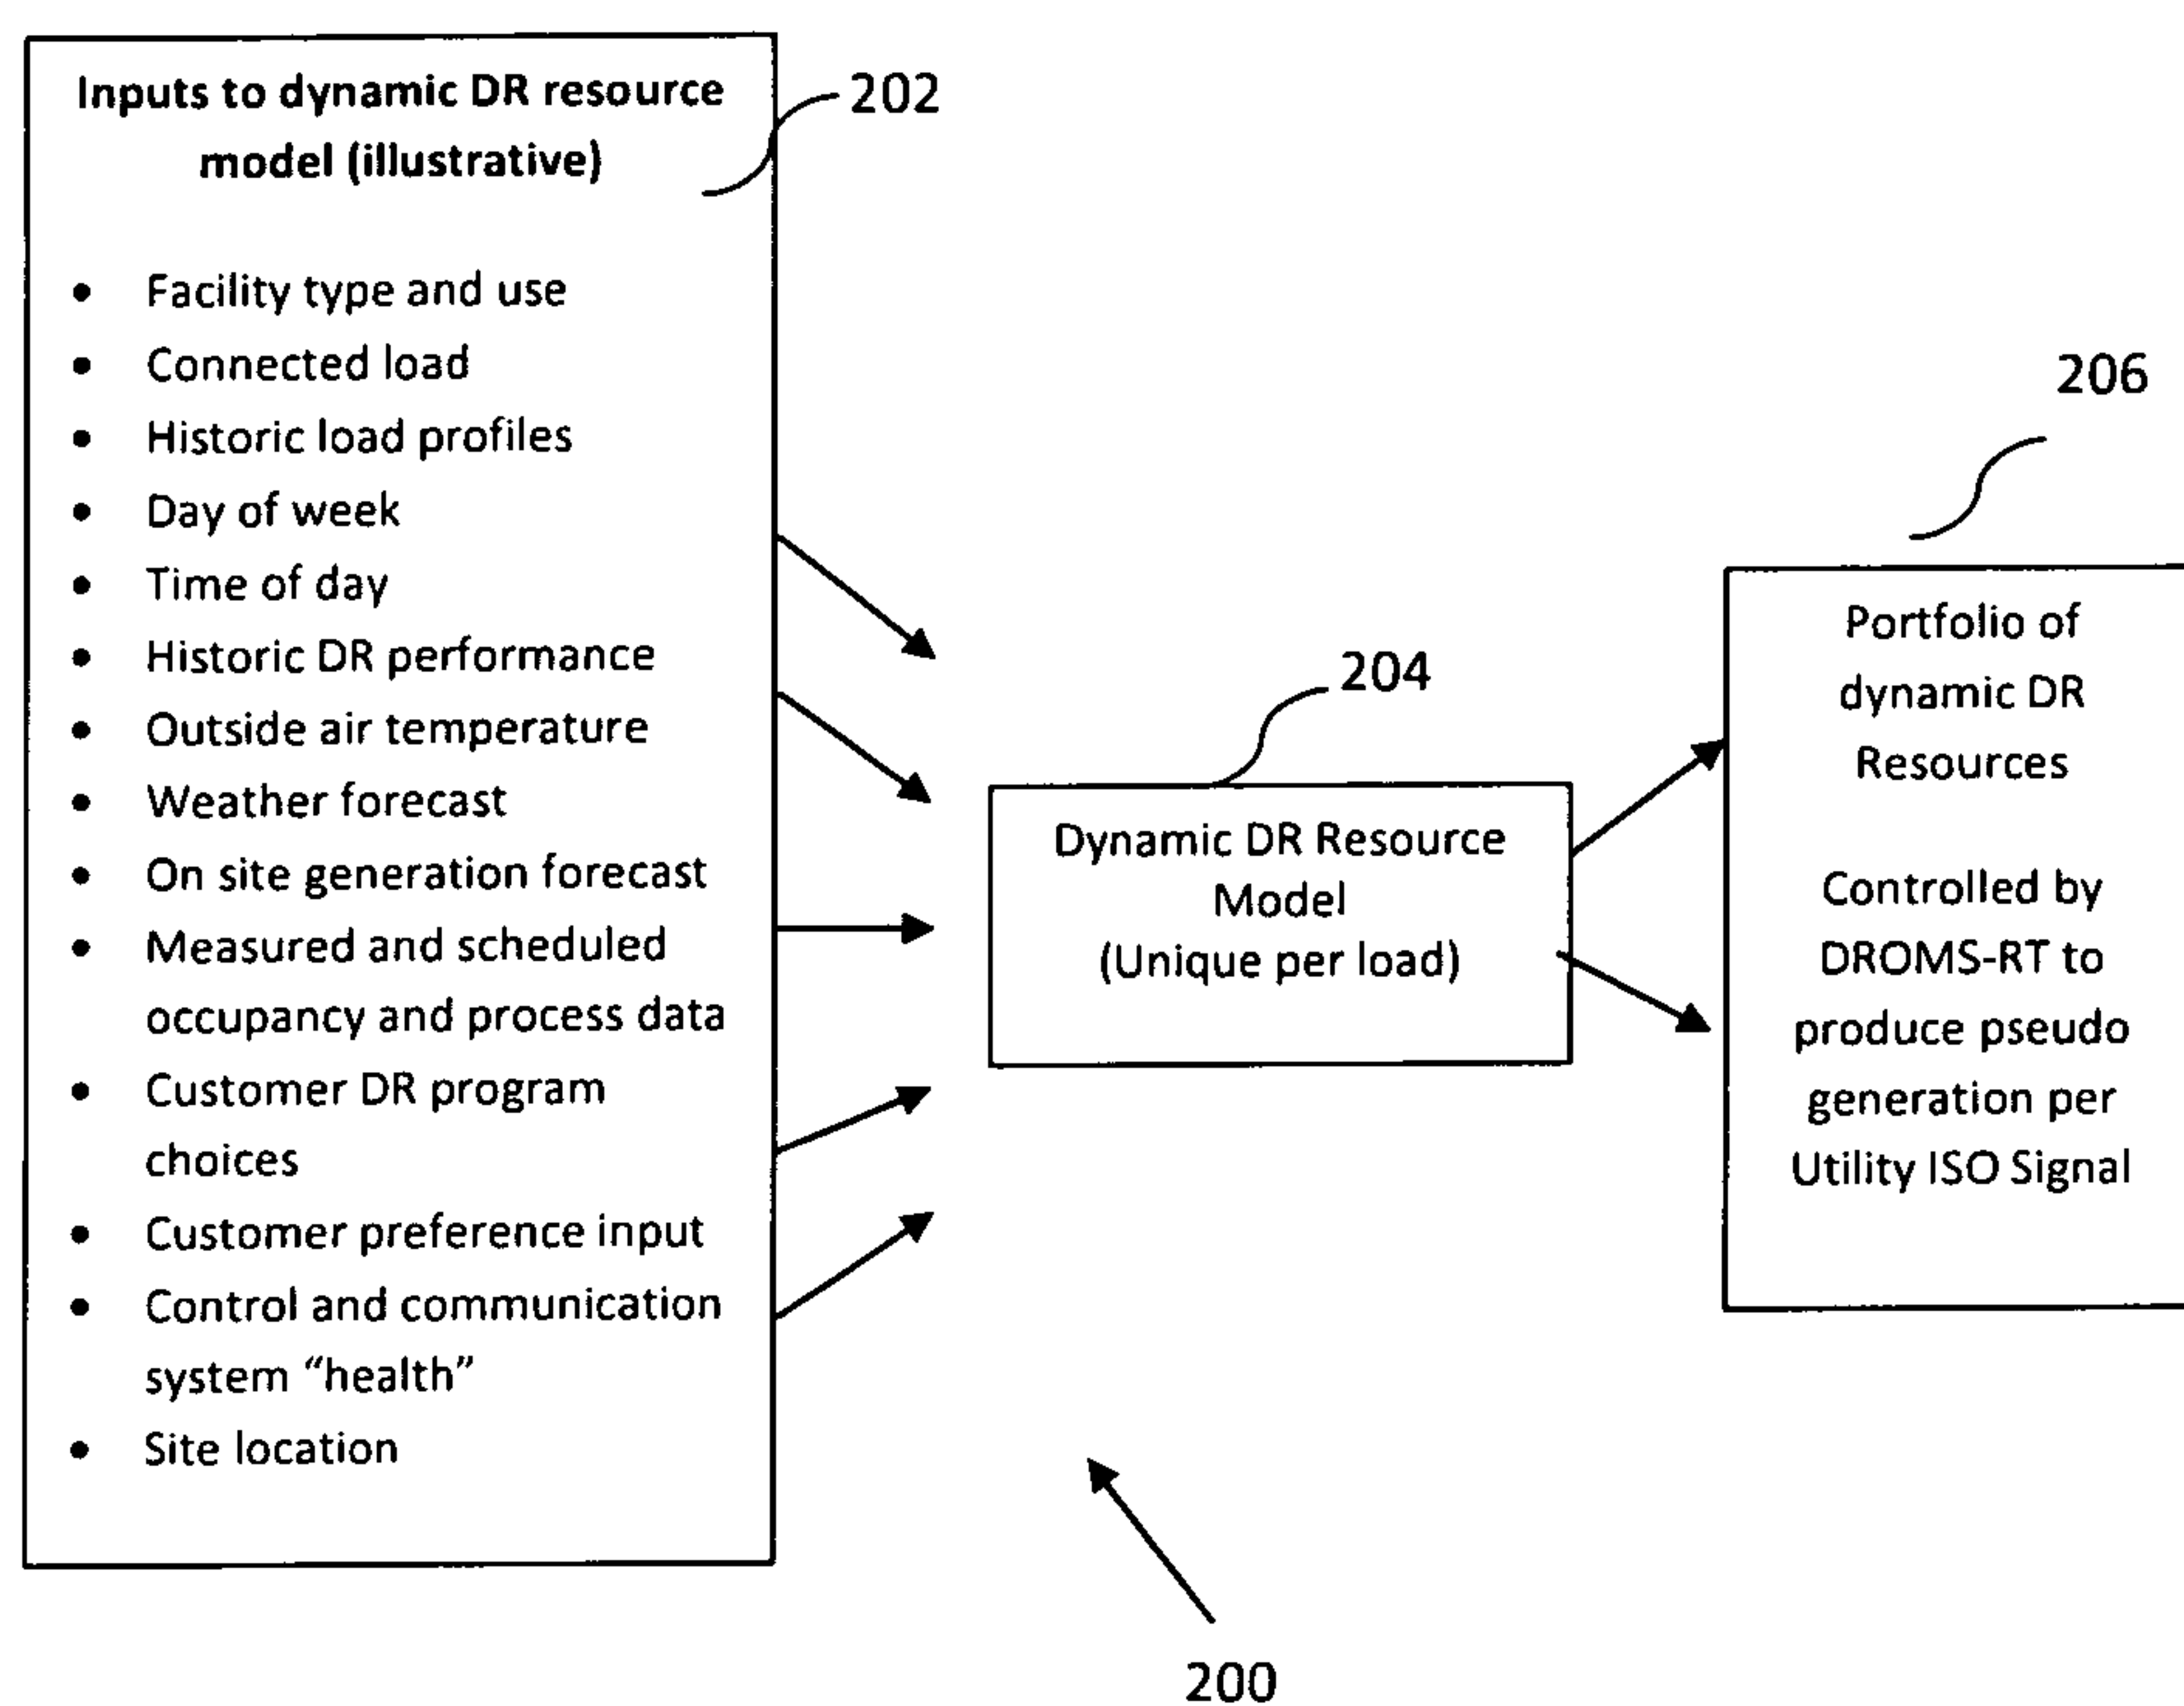 Inputs to dynamic DR resource
model (illustrative)
202
• Facility type and use
• Connected load
• Historic load profiles
• Day of week
• Time of day
• Historic DR performance
• Outside air temperature
• Weather forecast
• On site generation forecast
• Measured and scheduled
occupancy and process data
• Customer DR program
choices
• Customer preference input
• Control and communication
system “health”
• Site location
204
Dynamic DR Resource
Model
(Unique per load)
206
Portfolio of
dynamic DR
Resources
Controlled by
DROMS-RT to
produce pseudo
generation per
Utility ISO Signal
200